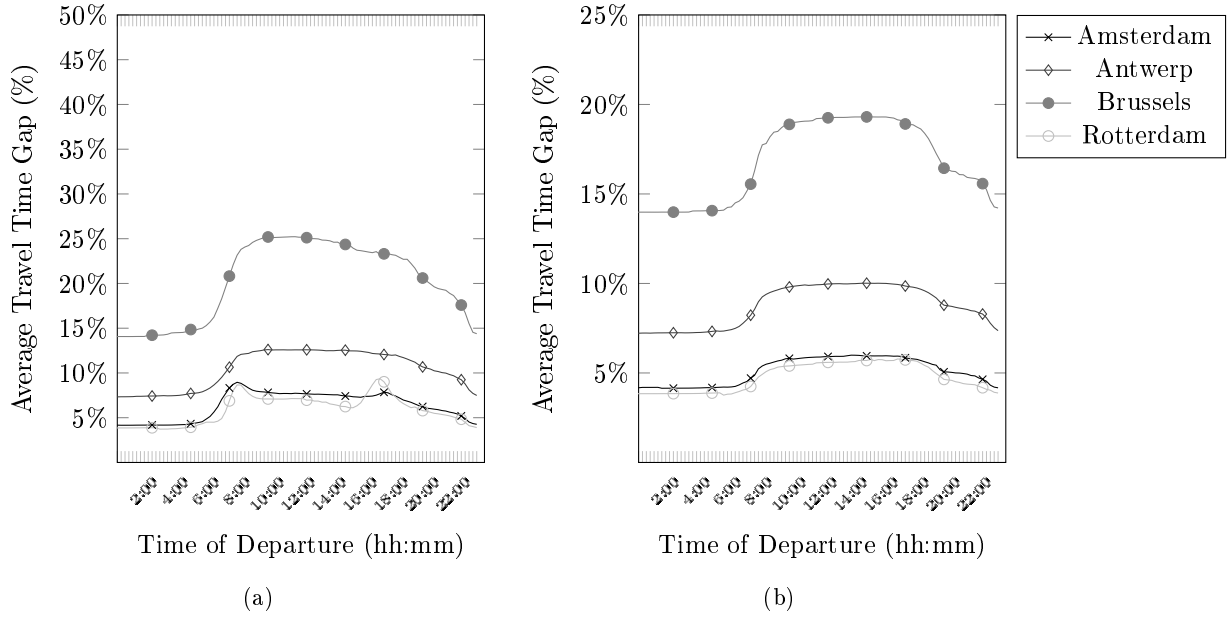 50%
45%
40%
35%
30%
25%
20%
15%
10%
5%
Average Travel Time Gap (%)
2:00 4:00 6:00 8:00 10:00 12:00 14:00 16:00 18:00 20:00 22:00
Time of Departure (hh:mm)
(a)
25%
20%
15%
10%
5%
Average Travel Time Gap (%)
2:00 4:00 6:00 8:00 10:00 12:00 14:00 16:00 18:00 20:00 22:00
Time of Departure (hh:mm)
(b)
Amsterdam
Antwerp
Brussels
Rotterdam